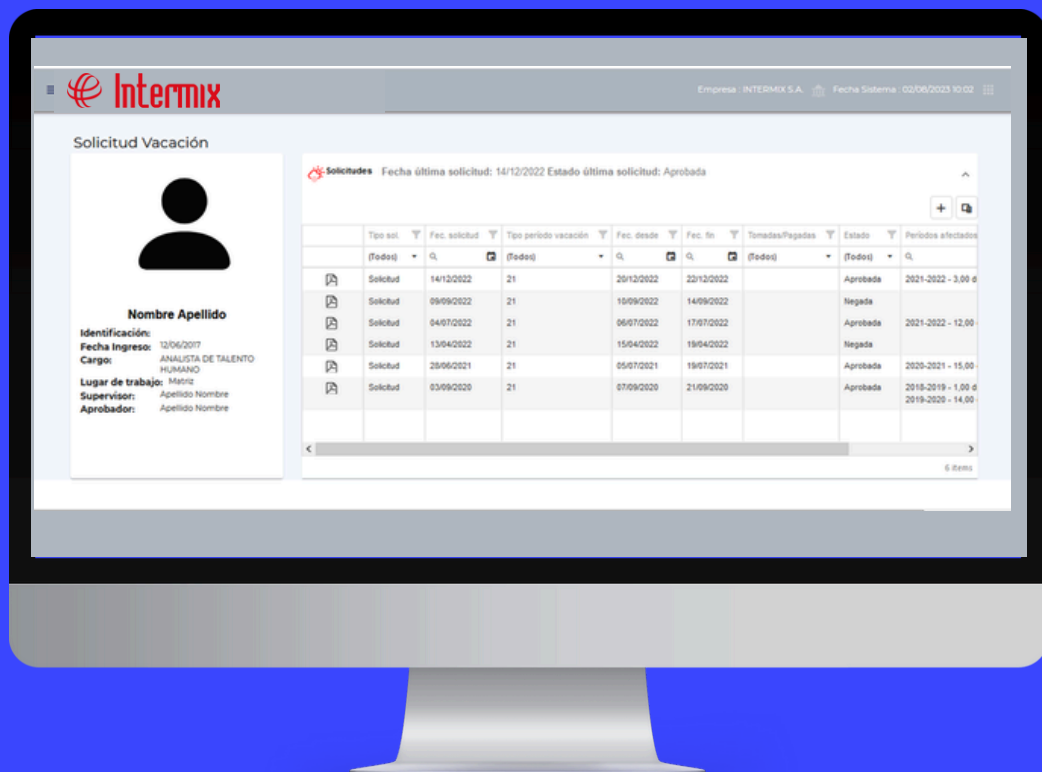 Intermix
Empresa : INTERMIX S.A. Fecha Sistema : 02/08/2023 10:02
Solicitud Vacación
Nombre Apellido
Identificación:
Fecha Ingreso: 12/06/2017
Cargo: ANALISTA DE TALENTO
HUMANO
Lugar de trabajo: Matriz
Supervisor: Apellido Nombre
Aprobador: Apellido Nombre
Solicitudes Fecha última solicitud: 14/12/2022 Estado última solicitud: Aprobada
Tipo sol. Fec. solicitud Tipo período vacación Fec. desde Fec. fin Tomadas/Pagadas Estado Períodos afectados
(Todos) (Todos) (Todos) (Todos)
Solicitud 14/12/2022 21 20/12/2022 22/12/2022 Aprobada 2021-2022 - 3,00 d
Solicitud 09/09/2022 21 10/09/2022 14/09/2022 Negada
Solicitud 04/07/2022 21 06/07/2022 17/07/2022 Aprobada 2021-2022 - 12,00
Solicitud 13/04/2022 21 15/04/2022 19/04/2022 Negada
Solicitud 28/06/2021 21 05/07/2021 19/07/2021 Aprobada 2020-2021 - 15,00
Solicitud 03/09/2020 21 07/09/2020 21/09/2020 Aprobada 2018-2019 - 1,00 d
2019-2020 - 14,00
6 items